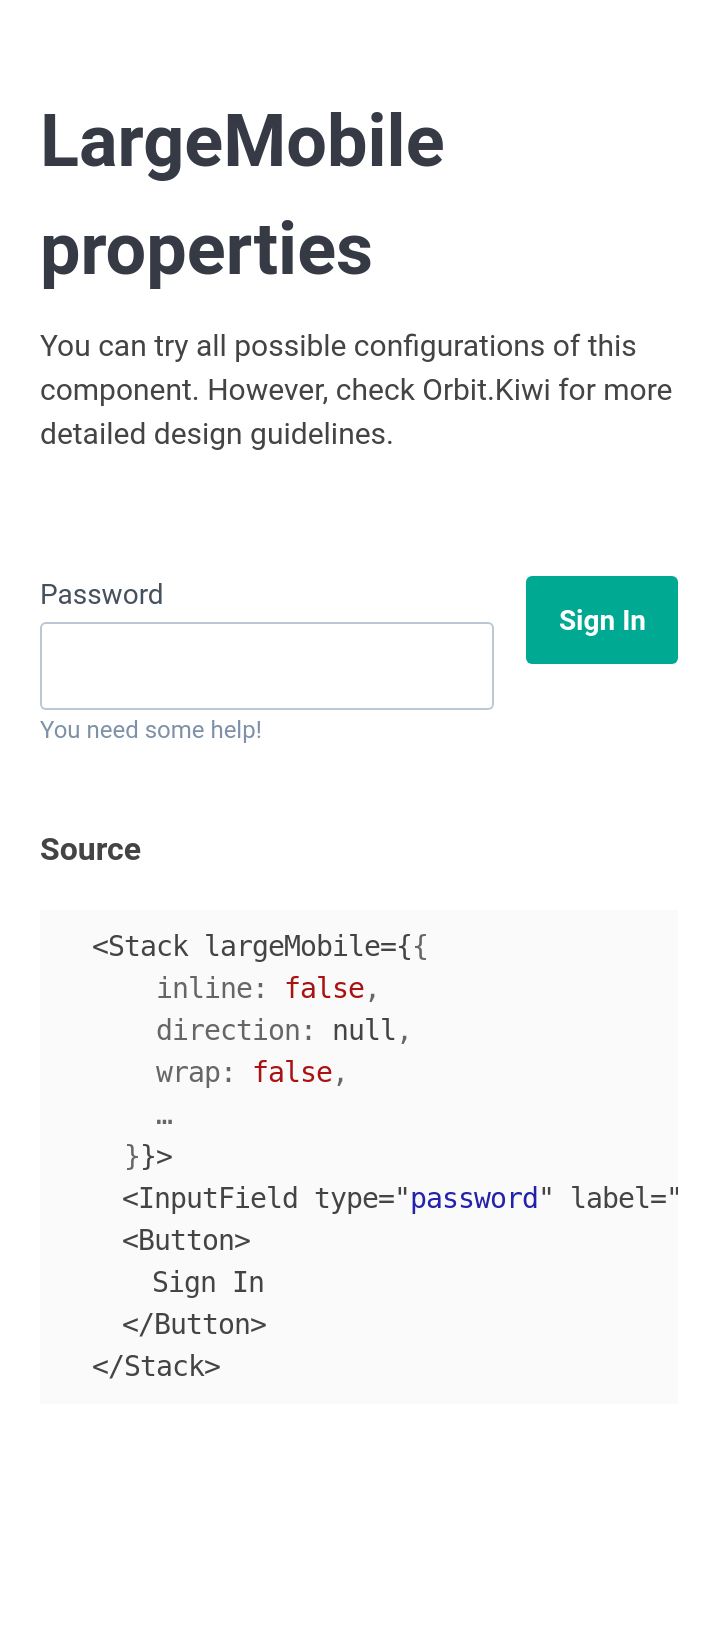 LargeMobile
properties
You can try all possible configurations of this
component. However, check Orbit.Kiwi for more
detailed design guidelines.
Password
Sign In
You need some help!
Source
<Stack largeMobile={{
inline: false,
direction: null,
wrap: false,
…
}}>
<InputField type="password" label="
<Button>
Sign In
</Button>
</Stack>